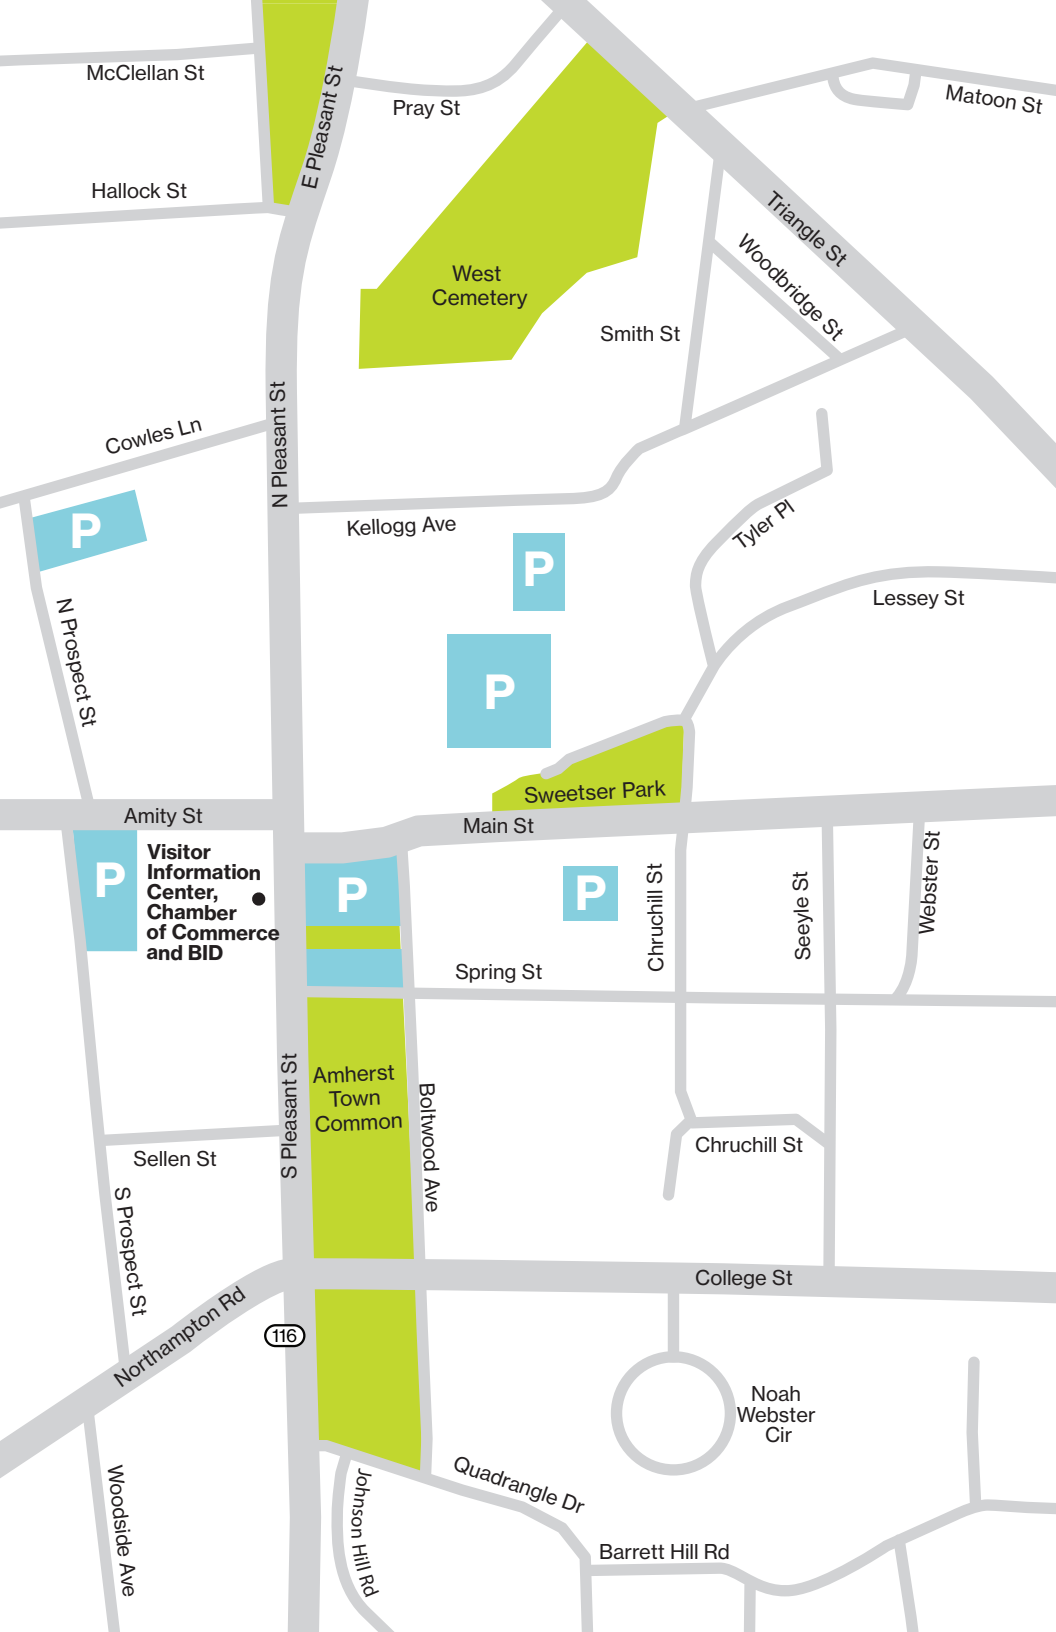 McClellan St
E Pleasant St
Pray St
Matoon St
Hallock St
Triangle St
Woodbridge St
West
Cemetery
Smith St
N Pleasant St
Cowles Ln
P
Kellogg Ave
Tyler Pl
P
Lessey St
N Prospect St
P
Sweetser Park
Amity St
Main St
P
Visitor
Information
Center,
Chamber
of Commerce
and BID
P
P
Chruchill St
Seeyle St
Webster St
Spring St
S Pleasant St
Amherst
Town
Common
Boltwood Ave
Chruchill St
Sellen St
S Prospect St
College St
Northampton Rd
116
Noah
Webster
Cir
Quadrangle Dr
Woodside Ave
Johnson Hill Rd
Barrett Hill Rd